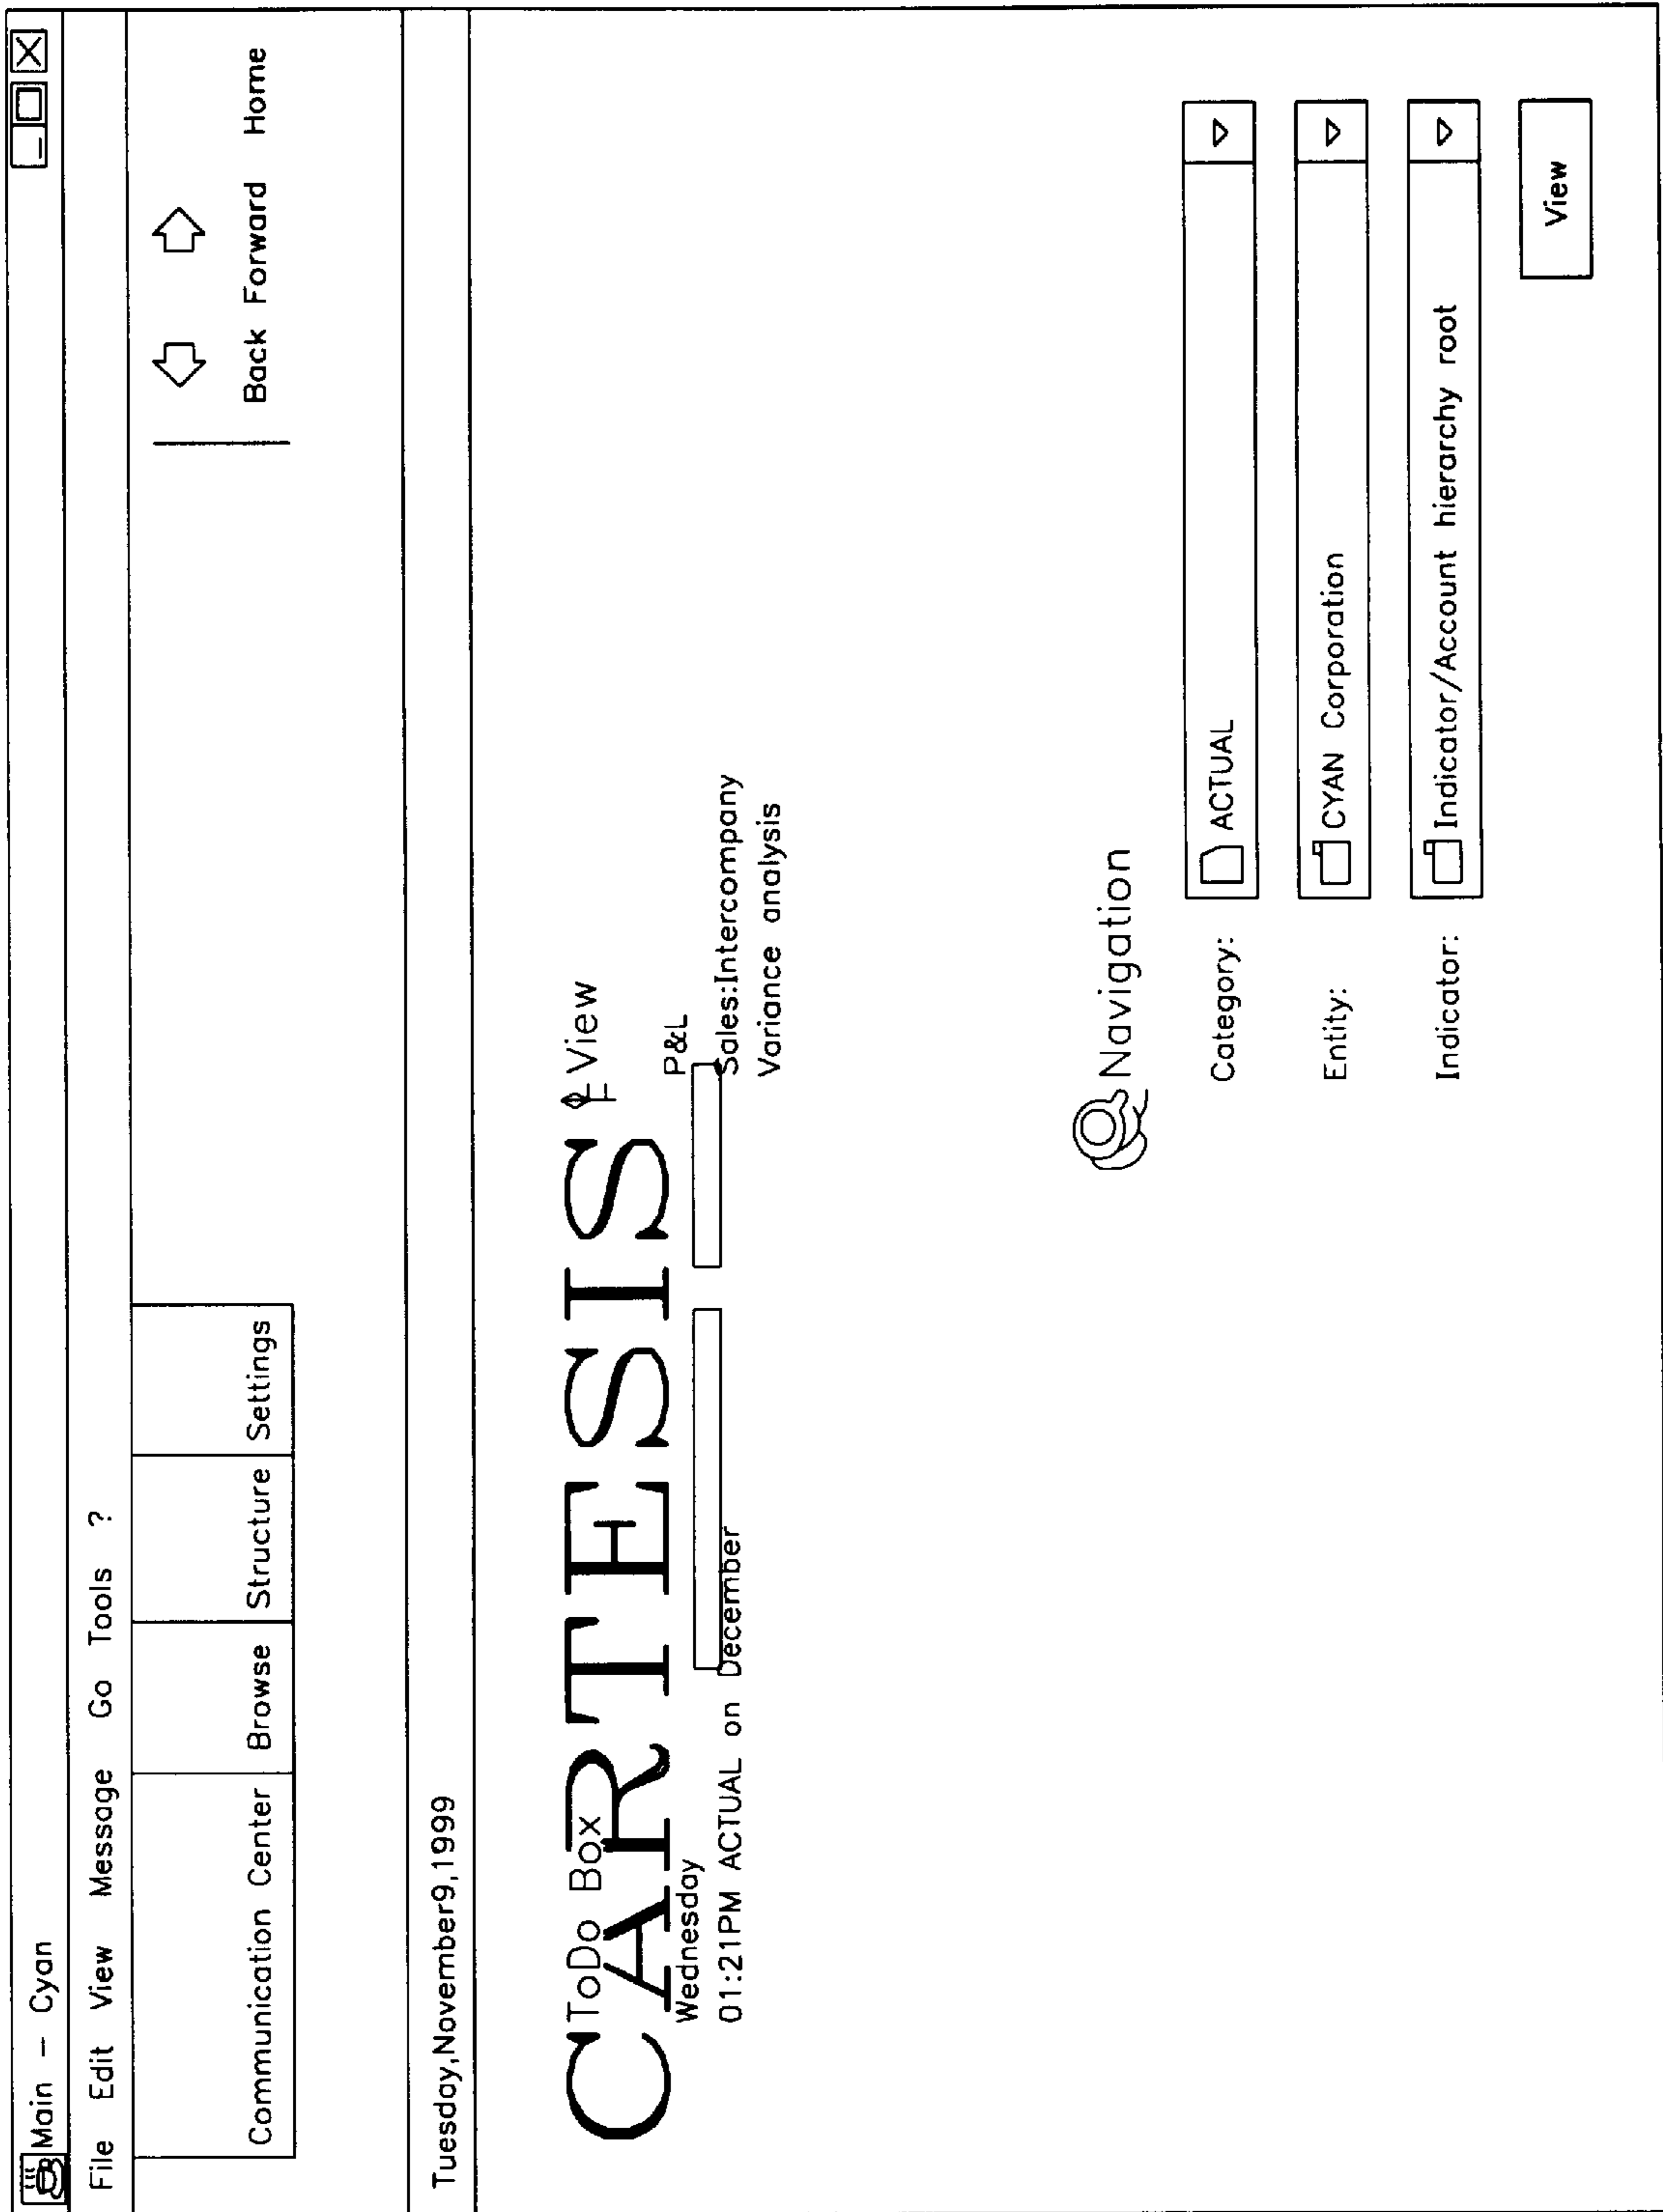 Main - Cyan
File Edit View Message Go Tools ?
Communication Center Browse Structure Settings Back Forward Home
Tuesday,November9,1999
CARTESIS
ToDo Box
View
Wednesday
P&L
01:21PM ACTUAL on December
Sales:Intercompany
Variance analysis
Navigation
Category: ACTUAL
Entity: CYAN Corporation
Indicator: Indicator/Account hierarchy root
View